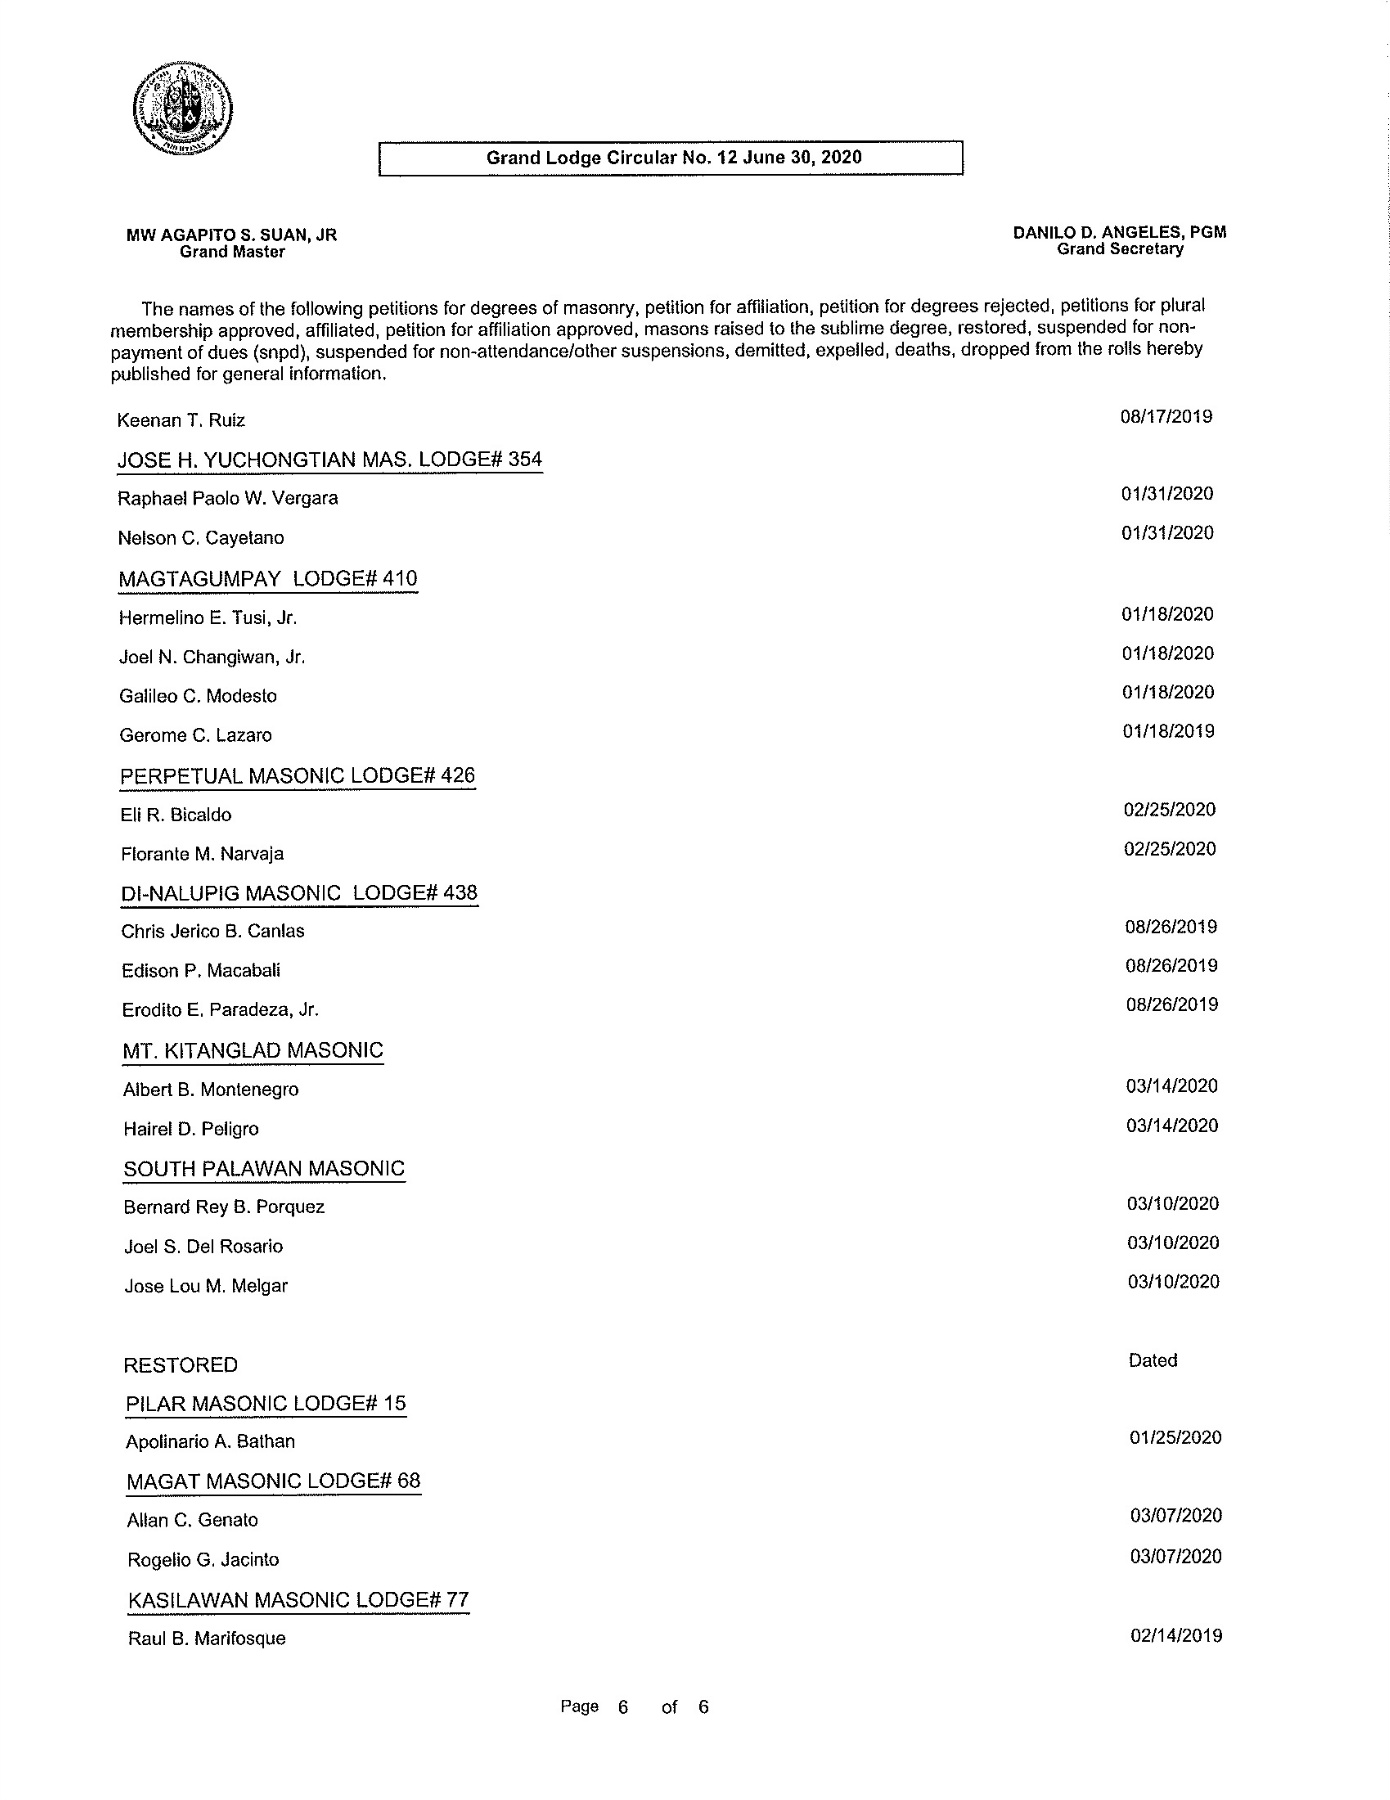 PHILIPPINES
Grand Lodge Circular No. 12 June 30, 2020
MW AGAPITO S. SUAN, JR
Grand Master
DANILO D. ANGELES, PGM
Grand Secretary
The names of the following petitions for degrees of masonry, petition for affiliation, petition for degrees rejected, petitions for plural
membership approved, affiliated, petition for affiliation approved, masons raised to the sublime degree, restored, suspended for non-
payment of dues (snpd), suspended for non-attendance/other suspensions, demitted, expelled, deaths, dropped from the rolls hereby
published for general information.
Keenan T. Ruiz 08/17/2019
JOSE H. YUCHONGTIAN MAS. LODGE# 354
Raphael Paolo W. Vergara 01/31/2020
Nelson C. Cayetano 01/31/2020
MAGTAGUMPAY LODGE# 410
Hermelino E. Tusi, Jr. 01/18/2020
Joel N. Changiwan, Jr. 01/18/2020
Galileo C. Modesto 01/18/2020
Gerome C. Lazaro 01/18/2019
PERPETUAL MASONIC LODGE# 426
Eli R. Bicaldo 02/25/2020
Florante M. Narvaja 02/25/2020
DI-NALUPIG MASONIC LODGE# 438
Chris Jerico B. Canlas 08/26/2019
Edison P. Macabali 08/26/2019
Erodito E. Paradeza, Jr. 08/26/2019
MT. KITANGLAD MASONIC
Albert B. Montenegro 03/14/2020
Hairel D. Peligro 03/14/2020
SOUTH PALAWAN MASONIC
Bernard Rey B. Porquez 03/10/2020
Joel S. Del Rosario 03/10/2020
Jose Lou M. Melgar 03/10/2020
RESTORED Dated
PILAR MASONIC LODGE# 15
Apolinario A. Bathan 01/25/2020
MAGAT MASONIC LODGE# 68
Allan C. Genato 03/07/2020
Rogelio G. Jacinto 03/07/2020
KASILAWAN MASONIC LODGE# 77
Raul B. Marifosque 02/14/2019
Page 6 of 6